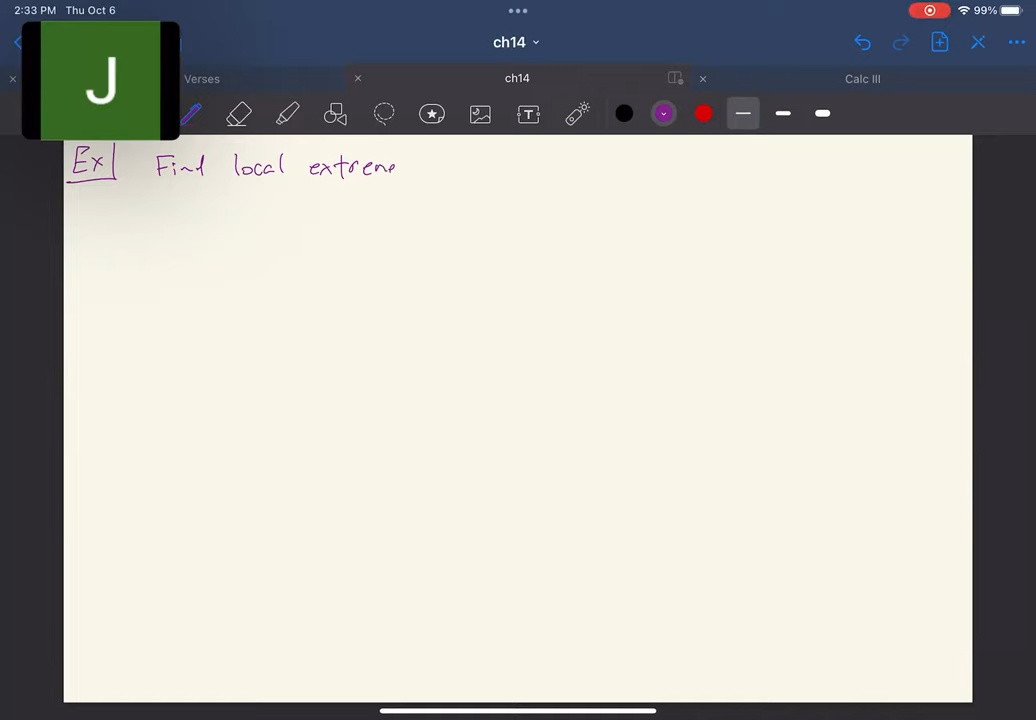 2:33 PM Thu Oct 6
99%
ch14
Verses
ch14
Calc III
J
T
Ex Find local extreme